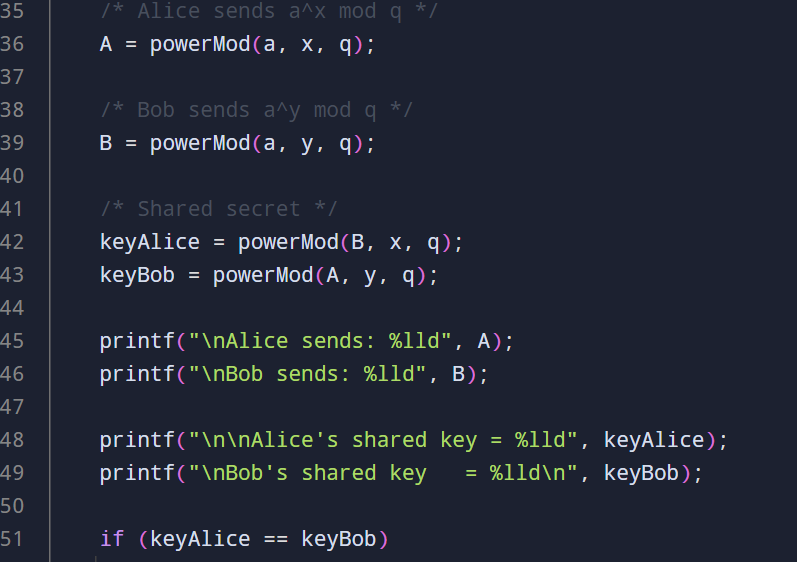 35 /* Alice sends a^x mod q */
36 A = powerMod(a, x, q);
37
38 /* Bob sends a^y mod q */
39 B = powerMod(a, y, q);
40
41 /* Shared secret */
42 keyAlice = powerMod(B, x, q);
43 keyBob = powerMod(A, y, q);
44
45 printf("\nAlice sends: %lld", A);
46 printf("\nBob sends: %lld", B);
47
48 printf("\n\nAlice's shared key = %lld", keyAlice);
49 printf("\nBob's shared key   = %lld\n", keyBob);
50
51 if (keyAlice == keyBob)